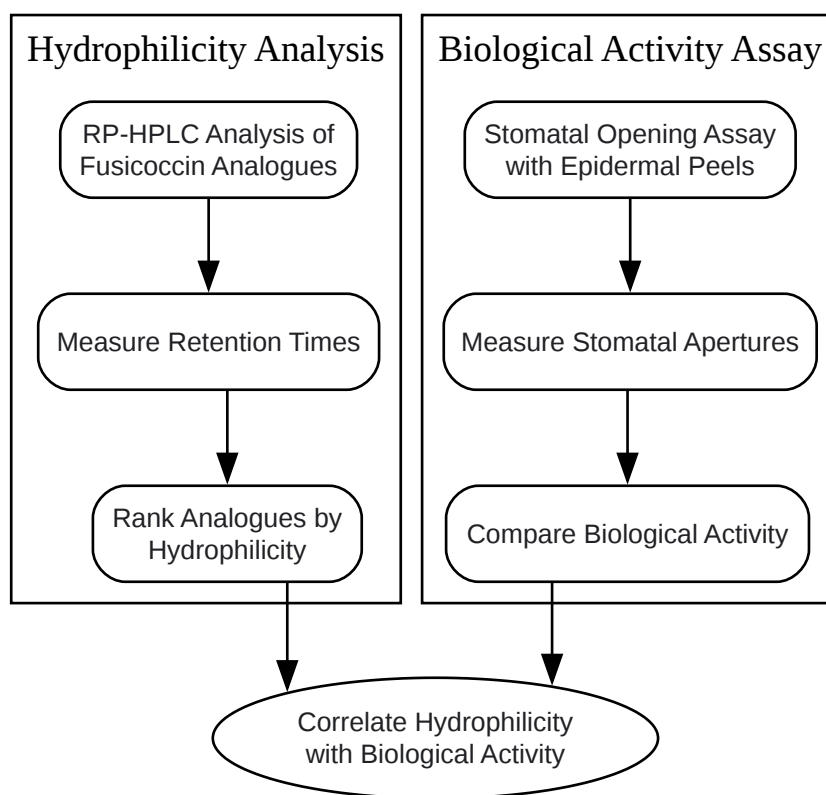 Hydrophilicity Analysis
RP-HPLC Analysis of
Fusicoccin Analogues
Measure Retention Times
Rank Analogues by
Hydrophilicity
Biological Activity Assay
Stomatal Opening Assay
with Epidermal Peels
Measure Stomatal Apertures
Compare Biological Activity
Correlate Hydrophilicity
with Biological Activity